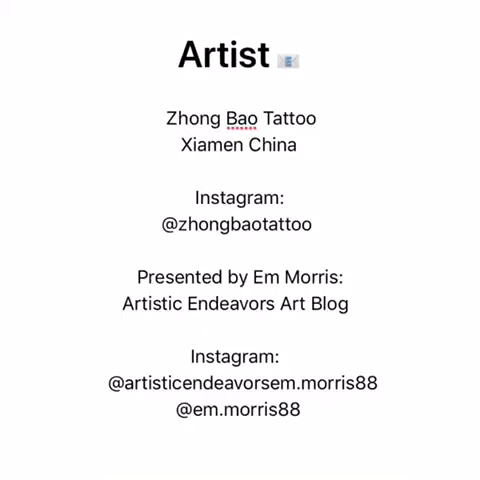 Artist
Zhong Bao Tattoo
Xiamen China
Instagram:
@zhongbaotattoo
Presented by Em Morris:
Artistic Endeavors Art Blog
Instagram:
@artisticendeavorsem.morris88
@em.morris88